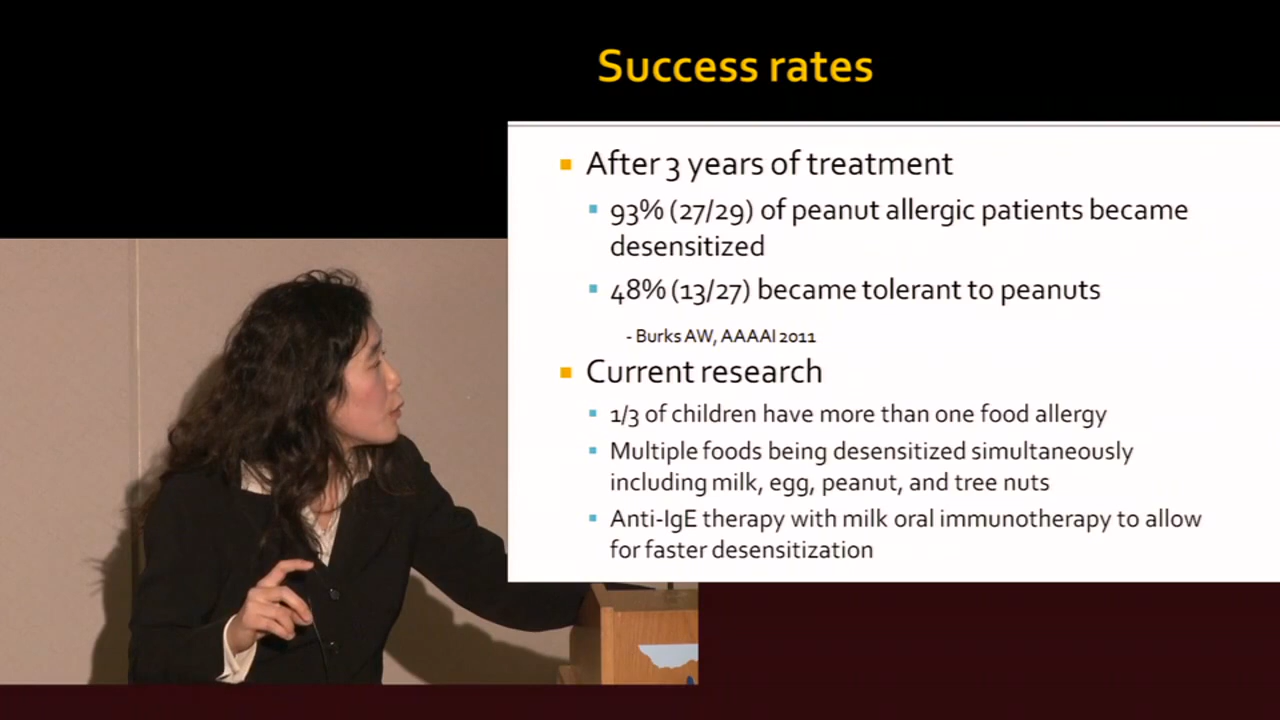 Success rates
After 3 years of treatment
93% (27/29) of peanut allergic patients became
desensitized
48% (13/27) became tolerant to peanuts
- Burks AW, AAAAI 2011
Current research
1/3 of children have more than one food allergy
Multiple foods being desensitized simultaneously
including milk, egg, peanut, and tree nuts
Anti-IgE therapy with milk oral immunotherapy to allow
for faster desensitization